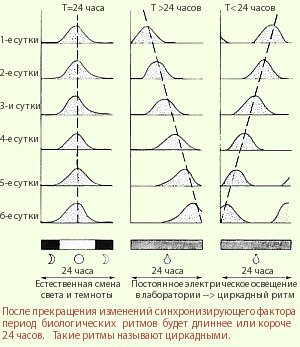 T=24 часа T >24 часов T< 24 часов
1-е сутки
2-е сутки
3-и сутки
4-е сутки
5-е сутки
6-е сутки
24 часа 24 часа 24 часа
Естественная смена Постоянное электрическое освещение
света и темноты в лаборатории --> циркадный ритм
После прекращения изменений синхронизирующего фактора
период биологических ритмов будет длиннее или короче
24 часов. Такие ритмы называют циркадными.